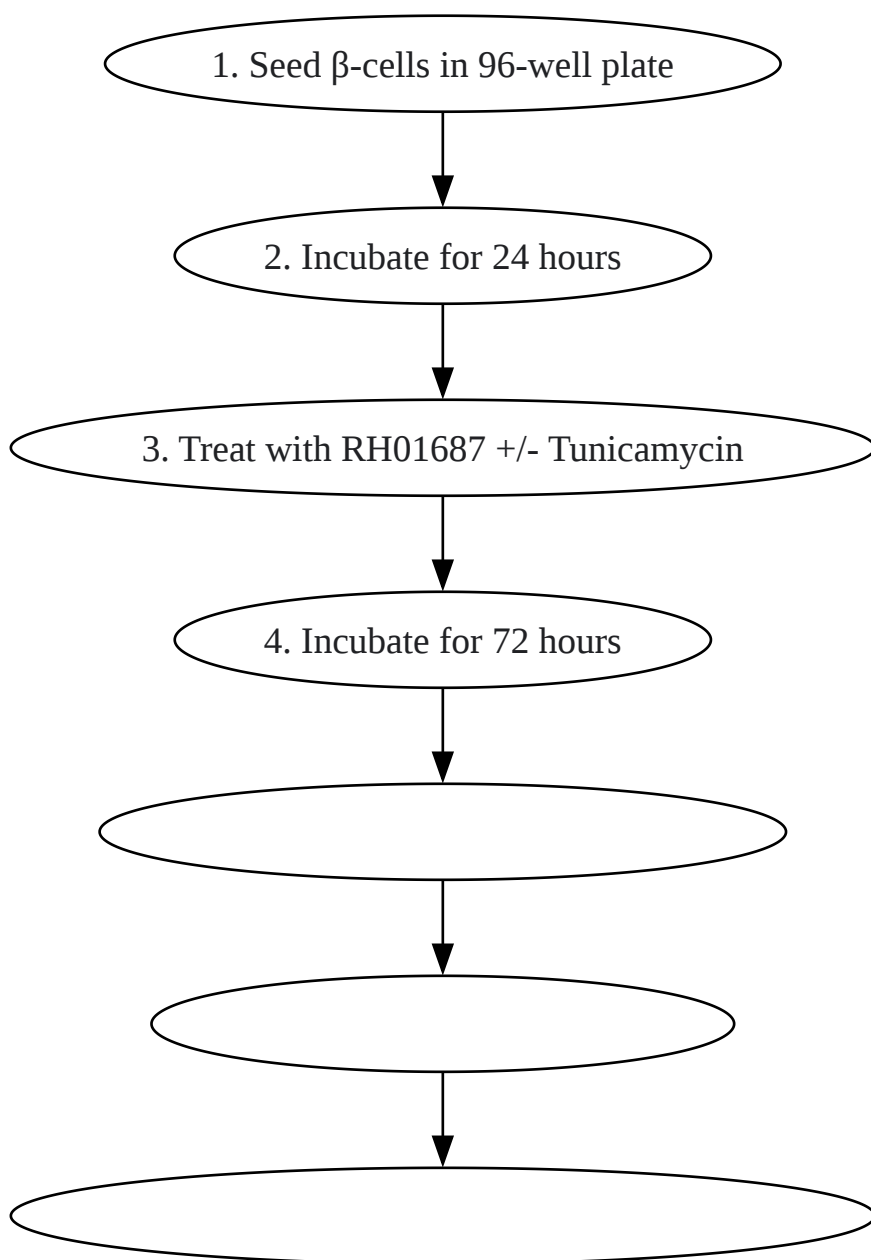 1. Seed β-cells in 96-well plate
2. Incubate for 24 hours
3. Treat with RH01687 +/- Tunicamycin
4. Incubate for 72 hours